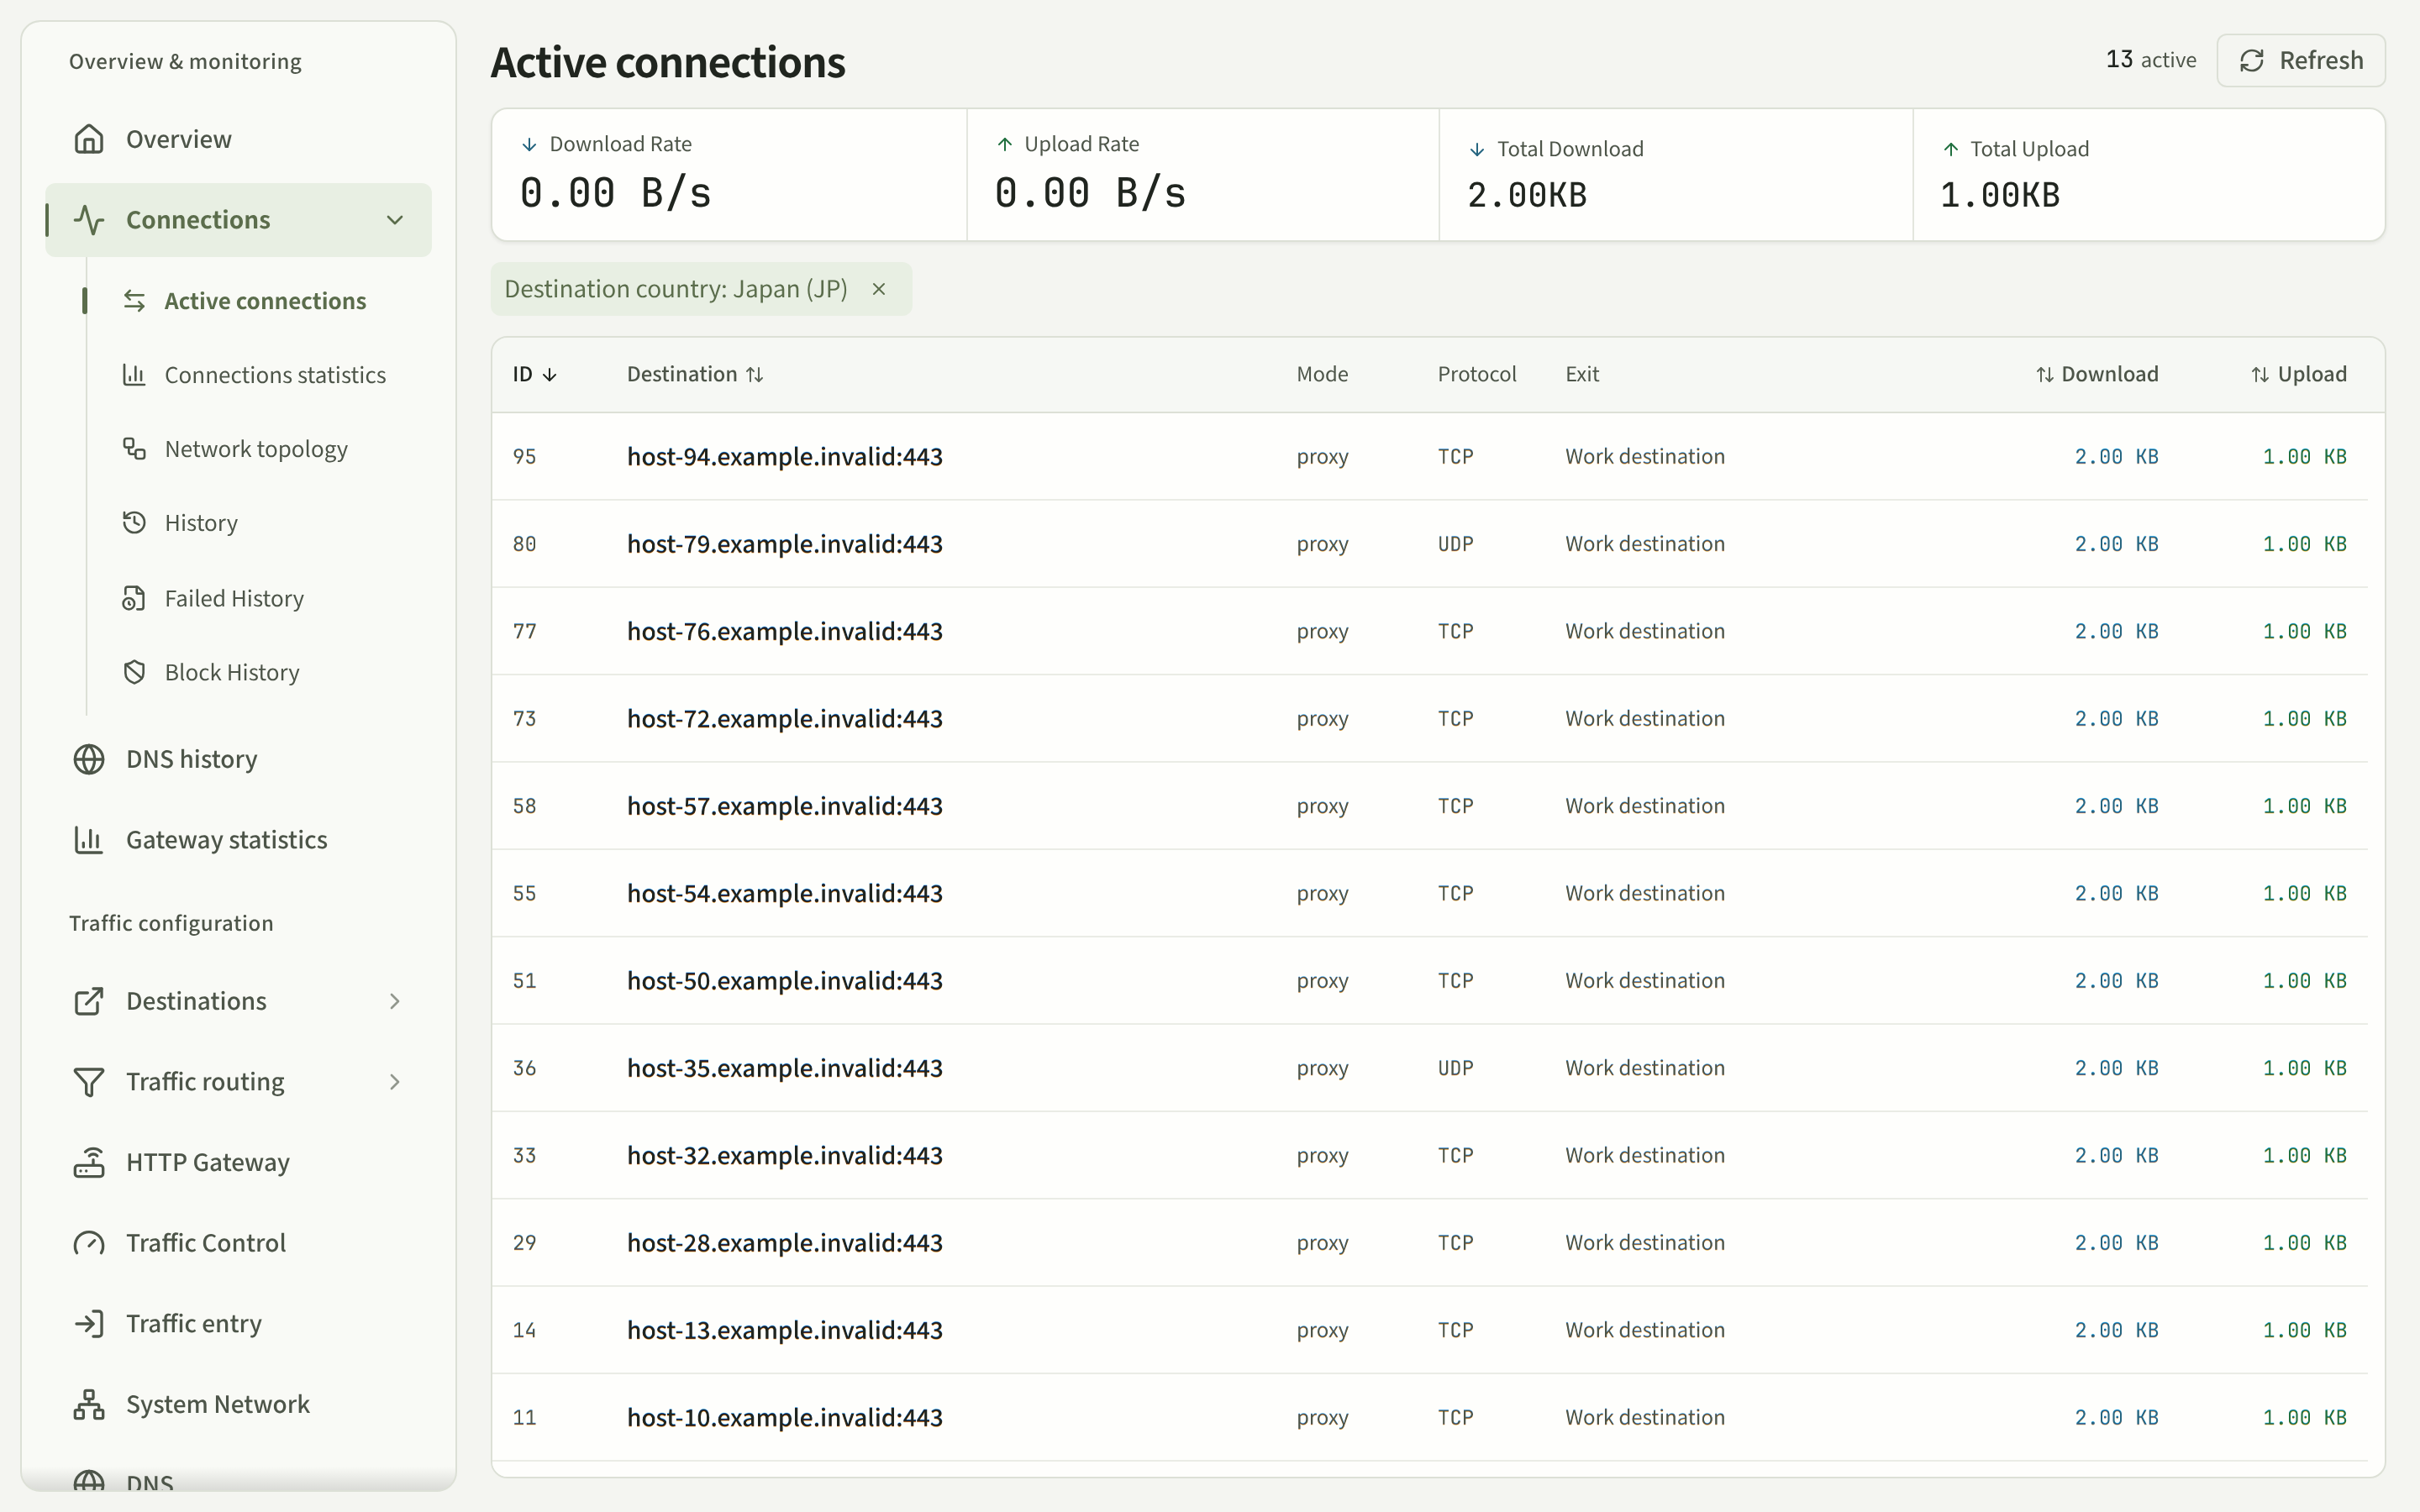 Overview & monitoring
Overview
Connections
Active connections
Connections statistics
Network topology
History
Failed History
Block History
DNS history
Gateway statistics
Traffic configuration
Destinations
Traffic routing
HTTP Gateway
Traffic Control
Traffic entry
System Network
DNS
Active connections
13 active
Refresh
Download Rate
0.00 B/s
Upload Rate
0.00 B/s
Total Download
2.00KB
Total Upload
1.00KB
Destination country: Japan (JP)
ID Destination Mode Protocol Exit Download Upload
95 host-94.example.invalid:443 proxy TCP Work destination 2.00 KB 1.00 KB
80 host-79.example.invalid:443 proxy UDP Work destination 2.00 KB 1.00 KB
77 host-76.example.invalid:443 proxy TCP Work destination 2.00 KB 1.00 KB
73 host-72.example.invalid:443 proxy TCP Work destination 2.00 KB 1.00 KB
58 host-57.example.invalid:443 proxy TCP Work destination 2.00 KB 1.00 KB
55 host-54.example.invalid:443 proxy TCP Work destination 2.00 KB 1.00 KB
51 host-50.example.invalid:443 proxy TCP Work destination 2.00 KB 1.00 KB
36 host-35.example.invalid:443 proxy UDP Work destination 2.00 KB 1.00 KB
33 host-32.example.invalid:443 proxy TCP Work destination 2.00 KB 1.00 KB
29 host-28.example.invalid:443 proxy TCP Work destination 2.00 KB 1.00 KB
14 host-13.example.invalid:443 proxy TCP Work destination 2.00 KB 1.00 KB
11 host-10.example.invalid:443 proxy TCP Work destination 2.00 KB 1.00 KB